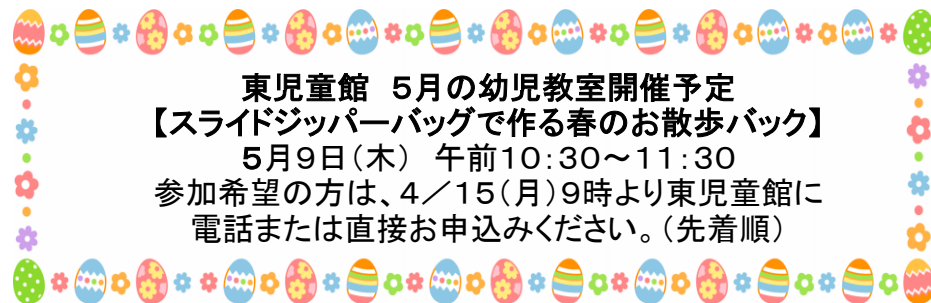 東児童館　５月の幼児教室開催予定
【スライドジッパーバッグで作る春のお散歩バック】
５月９日（木）　午前１０：３０～１１：３０
参加希望の方は、４／１５（月）９時より東児童館に
電話または直接お申込みください。（先着順）